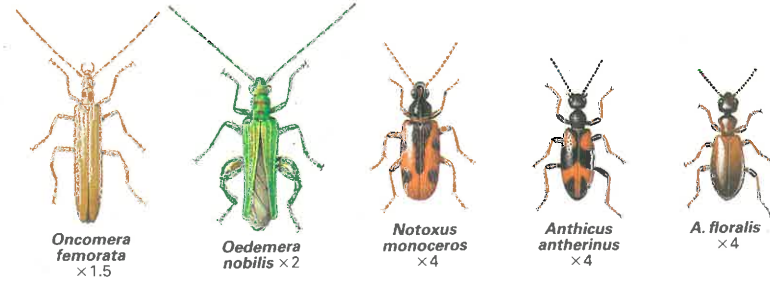 Oncomera
femorata
×1.5
Oedemera
nobilis ×2
Notoxus
monoceros
×4
Anthicus
antherinus
×4
A. floralis
×4